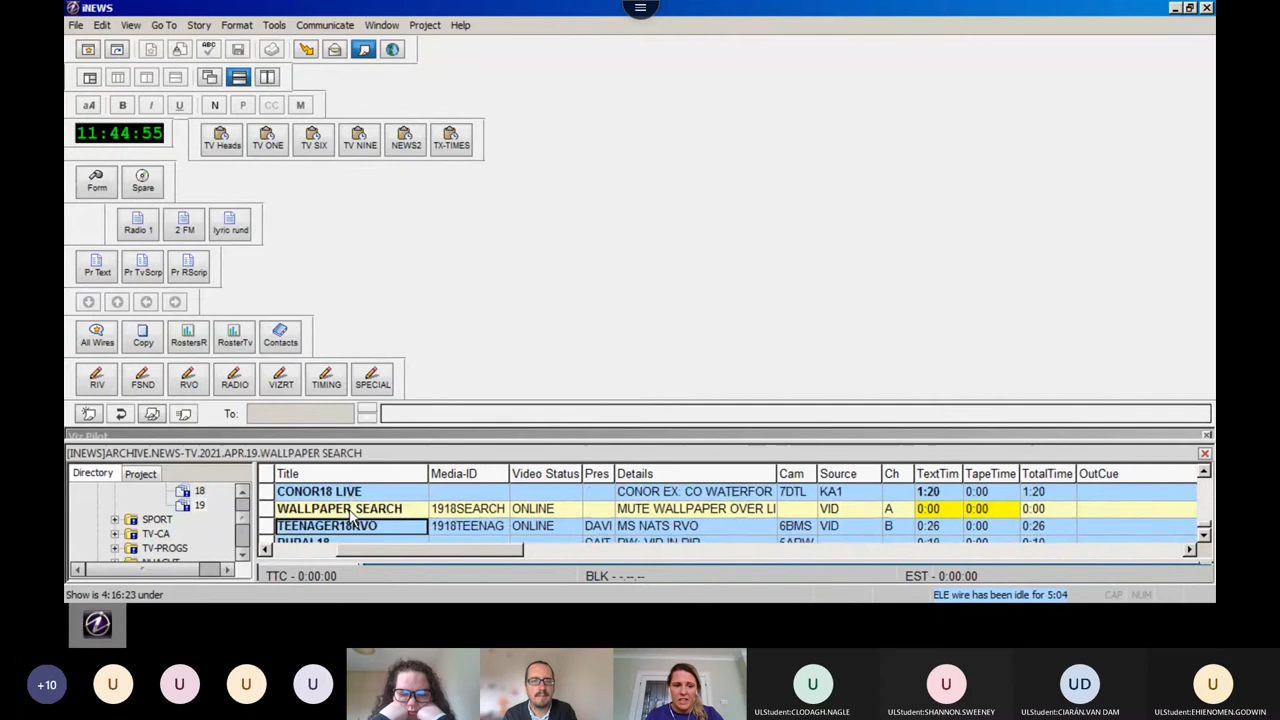 iNEWS
File Edit View Go To Story Format Tools Communicate Window Project Help
ABC
aA B I U N P CC M
11:44:55 TV Heads TV ONE TV SIX TV NINE NEWS2 TX-TIMES
Form Spare
Radio 1 2 FM lyric rund
Pr Text Pr TvScrp Pr RScrip
All Wires Copy RostersR RosterTv Contacts
RIV FSND RVO RADIO VIZRT TIMING SPECIAL
To:
Viz Pilot
[INEWS]ARCHIVE.NEWS-TV.2021.APR.19.WALLPAPER SEARCH
Directory Project Title Media-ID Video Status Pres Details Cam Source Ch TextTim TapeTime TotalTime OutCue
18 CONOR18 LIVE CONOR EX: CO WATERFOR 7DTL KA1 1:20 0:00 1:20
19 WALLPAPER SEARCH 1918SEARCH ONLINE MUTE WALLPAPER OVER LI VID A 0:00 0:00 0:00
SPORT TEENAGER18RVO 1918TEENAG ONLINE DAVI MS NATS RVO 6BMS VID B 0:26 0:00 0:26
TV-CA
TV-PROGS
TTC - 0:00:00 BLK - -.--.-- EST - 0:00:00
Show is 4:16:23 under ELE wire has been idle for 5:04 CAP NUM
+10 U U U U U U UD U
ULStudent:CLODAGH.NAGLE ULStudent:SHANNON.SWEENEY ULStudent:CIARÁN.VAN DAM ULStudent:EHIENOMEN.GODWIN